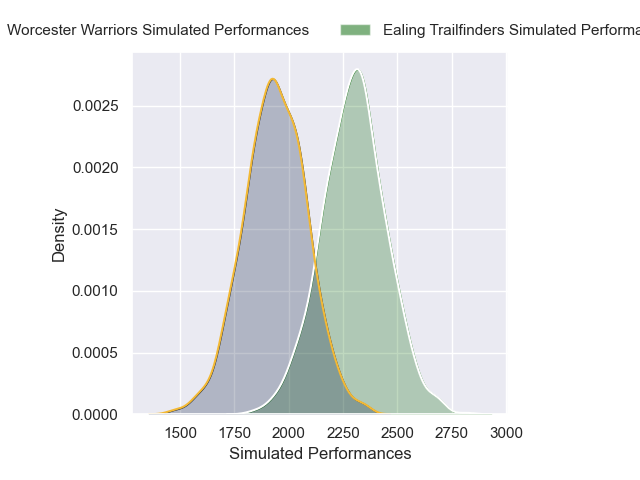 Worcester Warriors Simulated Performances
Ealing Trailfinders Simulated Performa
0.0025
0.0020
0.0015
0.0010
0.0005
0.0000
Density
1500 1750 2000 2250 2500 2750 3000
Simulated Performances